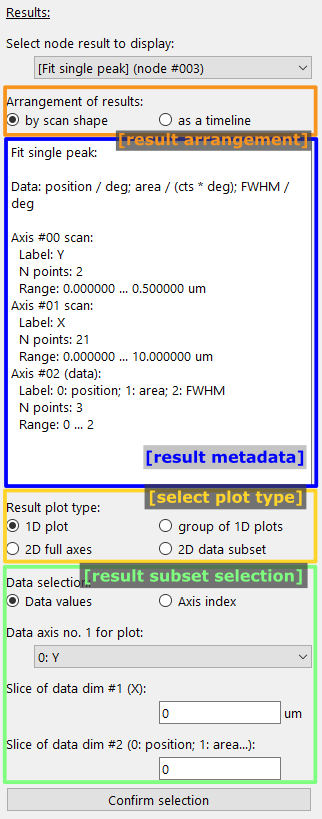 Results:
Select node result to display:
[Fit single peak] (node #003)
Arrangement of results:
by scan shape
as a timeline
[result arrangement]
Fit single peak:
Data: position / deg; area / (cts * deg); FWHM /
deg
Axis #00 scan:
Label: Y
N points: 2
Range: 0.000000 ... 0.500000 um
Axis #01 scan:
Label: X
N points: 21
Range: 0.000000 ... 10.000000 um
Axis #02 (data):
Label: 0: position; 1: area; 2: FWHM
N points: 3
Range: 0 ... 2
[result metadata]
[select plot type]
Result plot type:
1D plot
group of 1D plots
2D full axes
2D data subset
[result subset selection]
Data selection:
Data values
Axis index
Data axis no. 1 for plot:
0: Y
Slice of data dim #1 (X):
0 um
Slice of data dim #2 (0: position; 1: area...):
0
Confirm selection